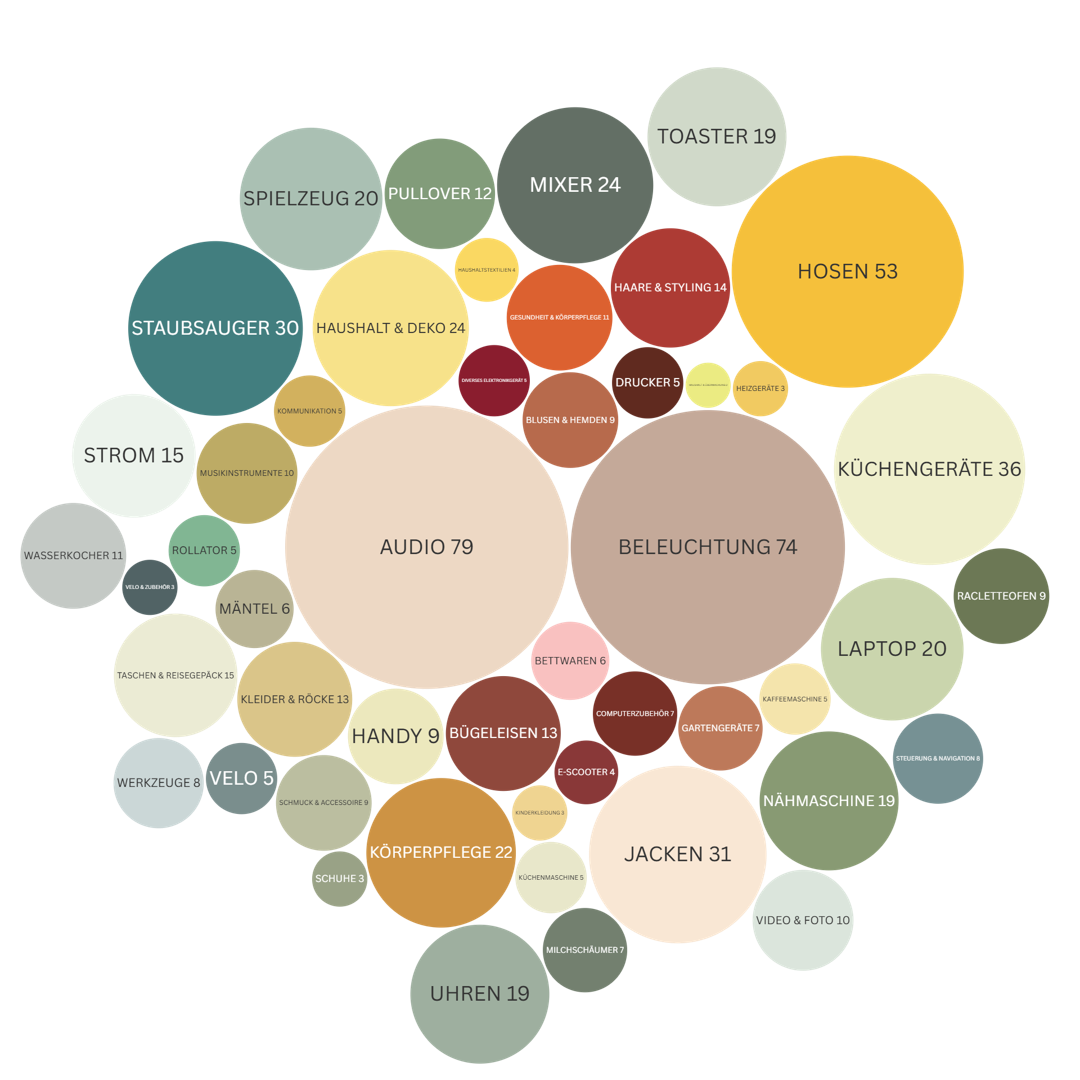 TOASTER 19
MIXER 24
SPIELZEUG 20
PULLOVER 12
HAUSHALTSTEXTILIEN 4
HOSEN 53
HAARE & STYLING 14
GESUNDHEIT & KÖRPERPFLEGE 11
STAUBSAUGER 30
HAUSHALT & DEKO 24
DIVERSES ELEKTRONIKGERÄT 5
DRUCKER 5
HEIZGERÄTE 3
KOMMUNIKATION 5
BLUSEN & HEMDEN 9
STROM 15
MUSIKINSTRUMENTE 10
KÜCHENGERÄTE 36
AUDIO 79
BELEUCHTUNG 74
WASSERKOCHER 11
ROLLATOR 5
VELO & ZUBEHÖR 3
RACLETTEOFEN 9
MÄNTEL 6
LAPTOP 20
BETTWAREN 6
TASCHEN & REISEGEPÄCK 15
KLEIDER & RÖCKE 13
KAFFEEMASCHINE 5
COMPUTERZUBEHÖR 7
GARTENGERÄTE 7
HANDY 9
BÜGELEISEN 13
STEUERUNG & NAVIGATION 8
E-SCOOTER 4
WERKZEUGE 8
VELO 5
SCHMUCK & ACCESSOIRE 9
NÄHMASCHINE 19
KINDERKLEIDUNG 3
KÖRPERPFLEGE 22
JACKEN 31
SCHUHE 3
KÜCHENMASCHINE 5
VIDEO & FOTO 10
MILCHSCHÄUMER 7
UHREN 19